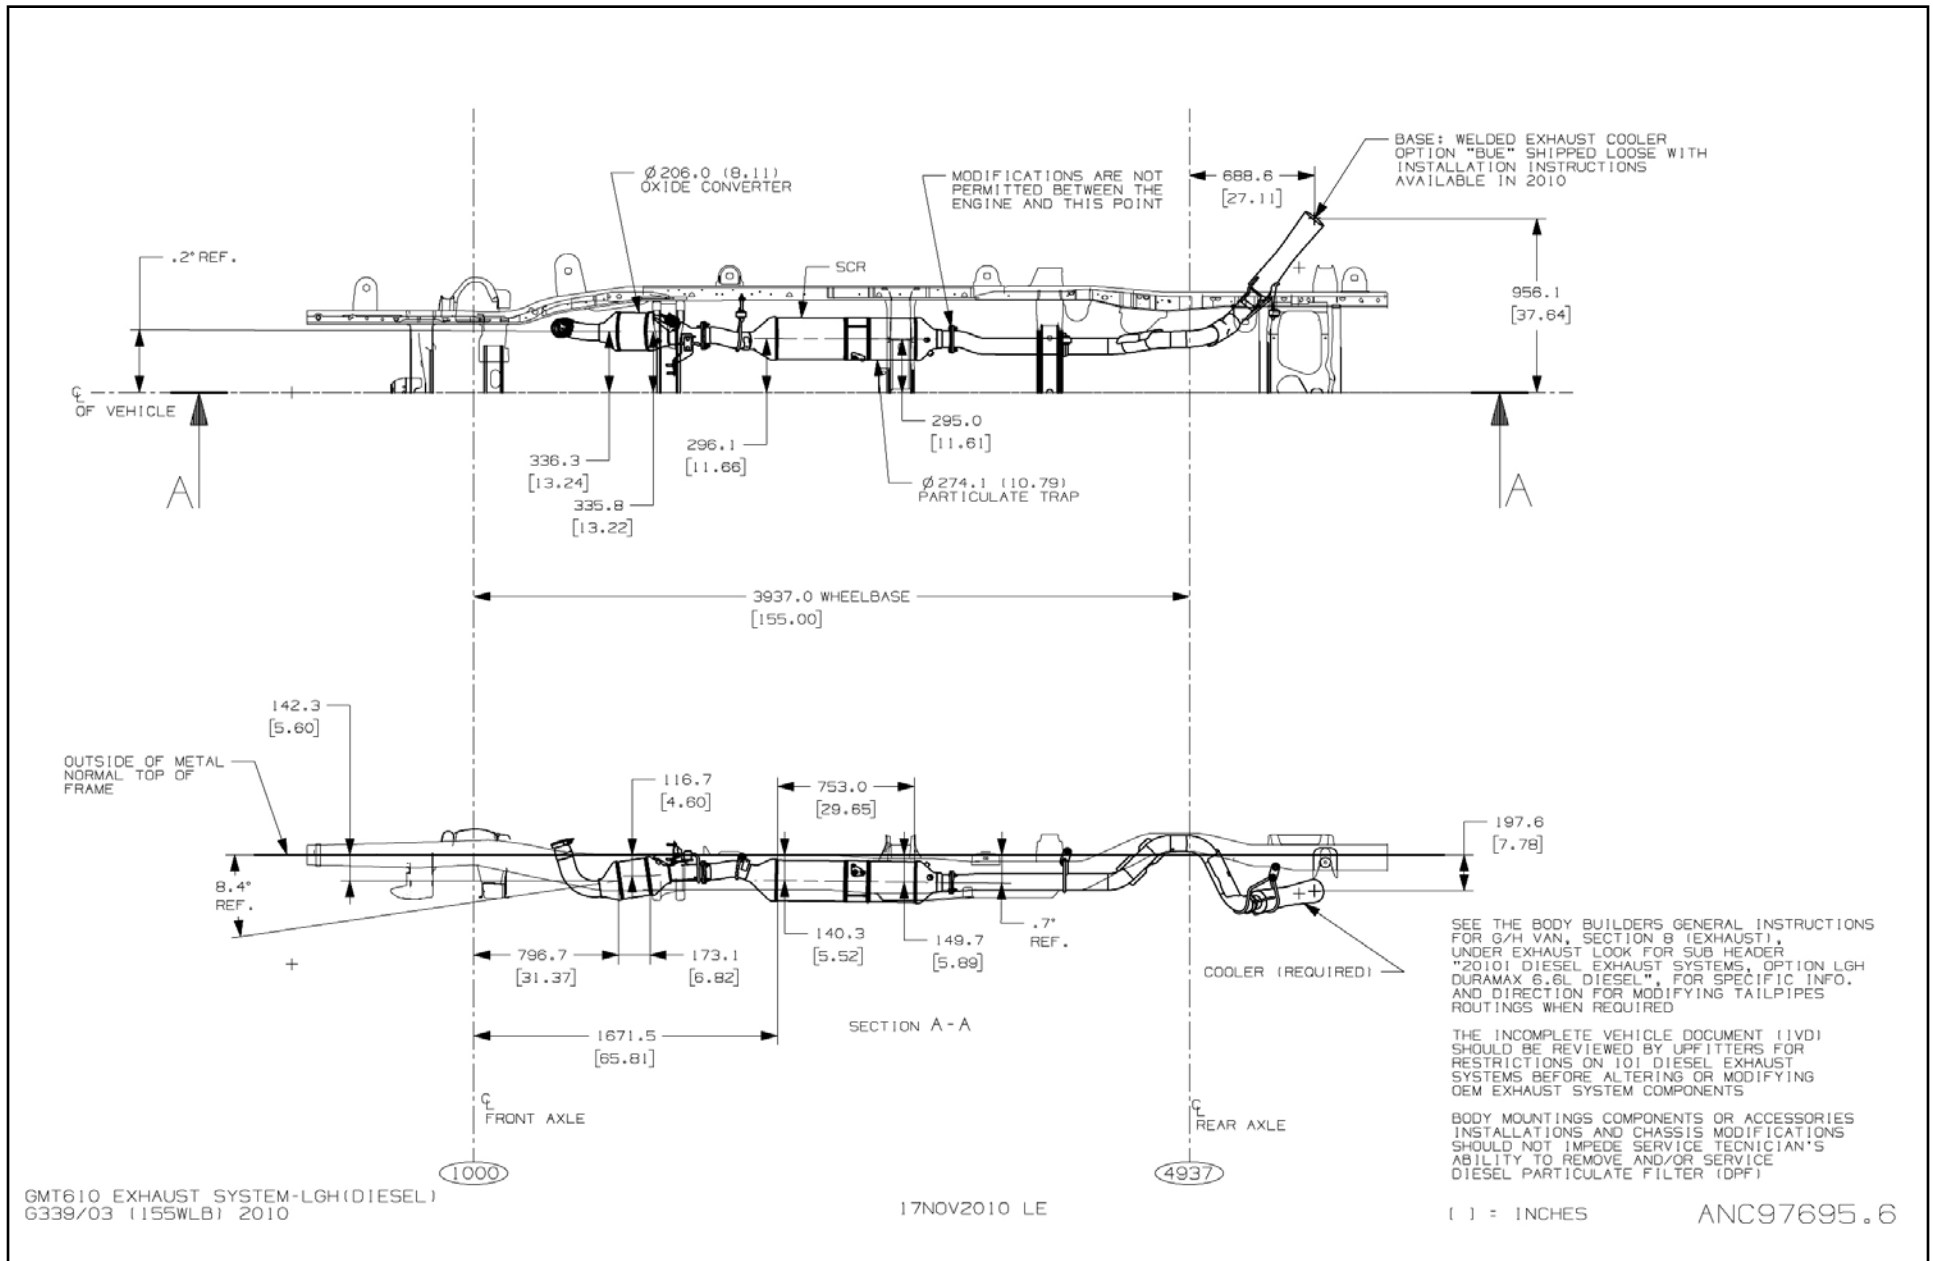 BASE: WELDED EXHAUST COOLER
OPTION "BUE" SHIPPED LOOSE WITH
INSTALLATION INSTRUCTIONS
AVAILABLE IN 2010
Ø206.0 (8.11)
OXIDE CONVERTER
MODIFICATIONS ARE NOT
PERMITTED BETWEEN THE
ENGINE AND THIS POINT
688.6
[27.11]
.2° REF.
SCR
956.1
[37.64]
℄
OF VEHICLE
295.0
[11.61]
296.1
[11.66]
336.3
[13.24]
Ø274.1 (10.79)
PARTICULATE TRAP
335.8
[13.22]
A
A
3937.0 WHEELBASE
[155.00]
142.3
[5.60]
OUTSIDE OF METAL
NORMAL TOP OF
FRAME
116.7
[4.60]
753.0
[29.65]
197.6
[7.78]
8.4°
REF.
796.7
[31.37]
173.1
[6.82]
140.3
[5.52]
149.7
[5.89]
.7°
REF.
COOLER (REQUIRED)
SECTION A-A
1671.5
[65.81]
℄
FRONT AXLE
℄
REAR AXLE
1000
4937
SEE THE BODY BUILDERS GENERAL INSTRUCTIONS
FOR G/H VAN, SECTION 8 (EXHAUST),
UNDER EXHAUST LOOK FOR SUB HEADER
"20101 DIESEL EXHAUST SYSTEMS, OPTION LGH
DURAMAX 6.6L DIESEL", FOR SPECIFIC INFO.
AND DIRECTION FOR MODIFYING TAILPIPES
ROUTINGS WHEN REQUIRED
THE INCOMPLETE VEHICLE DOCUMENT (IVD)
SHOULD BE REVIEWED BY UPFITTERS FOR
RESTRICTIONS ON 101 DIESEL EXHAUST
SYSTEMS BEFORE ALTERING OR MODIFYING
OEM EXHAUST SYSTEM COMPONENTS
BODY MOUNTINGS COMPONENTS OR ACCESSORIES
INSTALLATIONS AND CHASSIS MODIFICATIONS
SHOULD NOT IMPEDE SERVICE TECNICIAN'S
ABILITY TO REMOVE AND/OR SERVICE
DIESEL PARTICULATE FILTER (DPF)
GMT610 EXHAUST SYSTEM-LGH(DIESEL)
G339/03 (155WLB) 2010
17NOV2010 LE
[ ] = INCHES
ANC97695.6